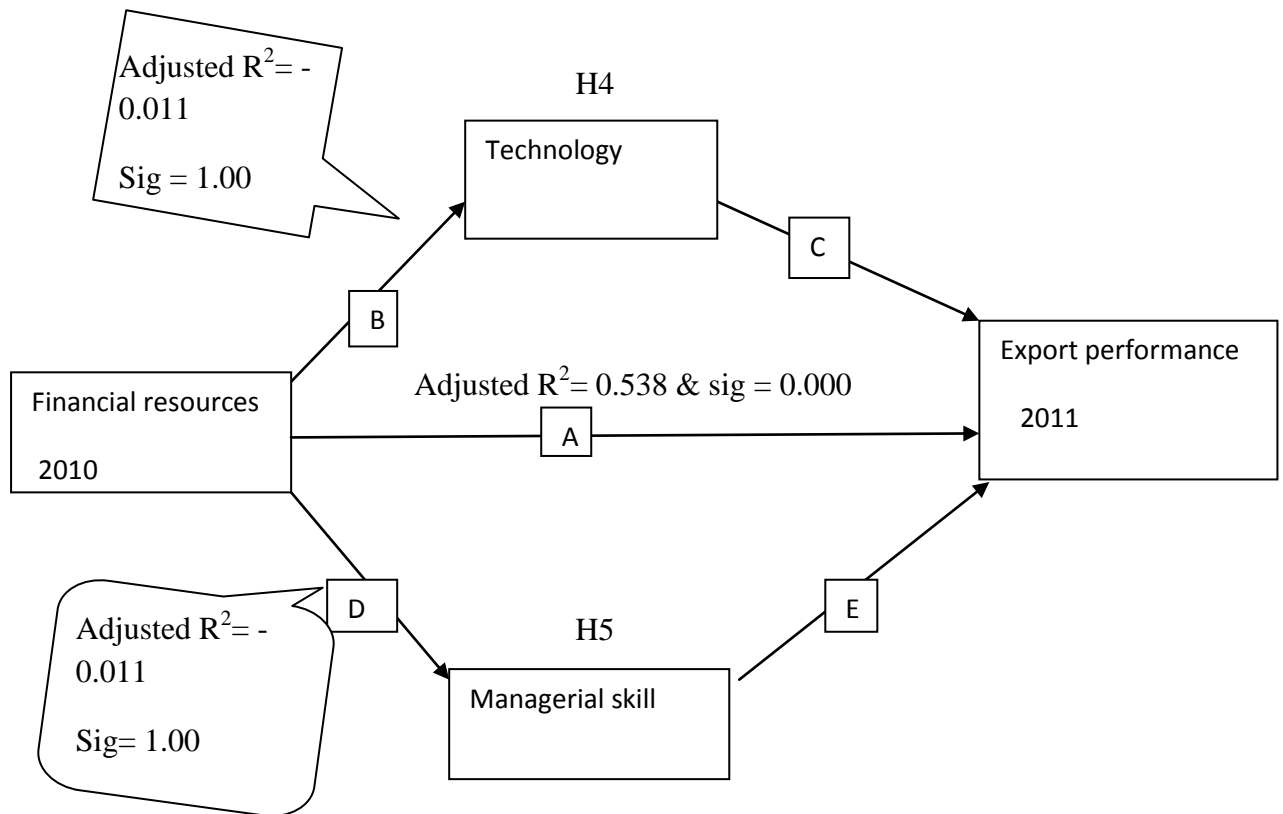 Adjusted R²= -
0.011
Sig = 1.00
H4
Technology
C
B
Export performance
2011
Adjusted R²= 0.538 & sig = 0.000
Financial resources
2010
A
D
E
Adjusted R²= -
0.011
Sig= 1.00
H5
Managerial skill